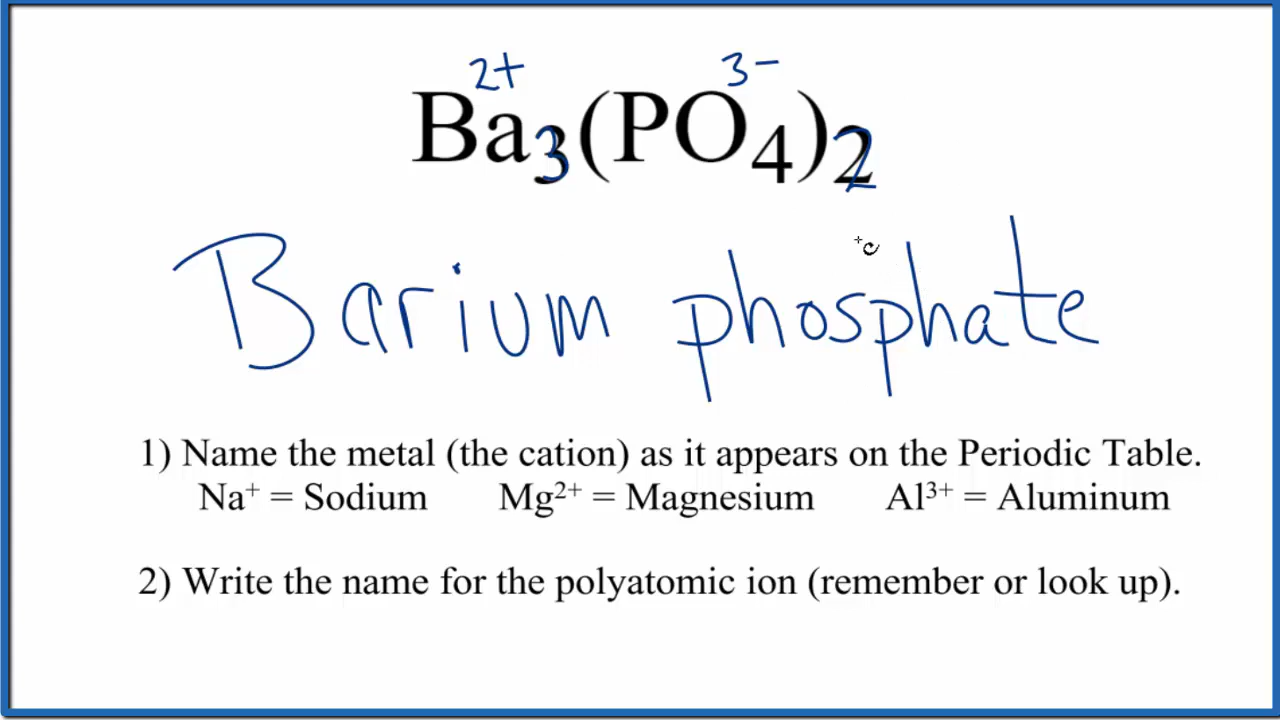 2+ 3-
Ba3(PO4)2
Barium phosphate
1) Name the metal (the cation) as it appears on the Periodic Table.
Na⁺ = Sodium Mg²⁺ = Magnesium Al³⁺ = Aluminum
2) Write the name for the polyatomic ion (remember or look up).